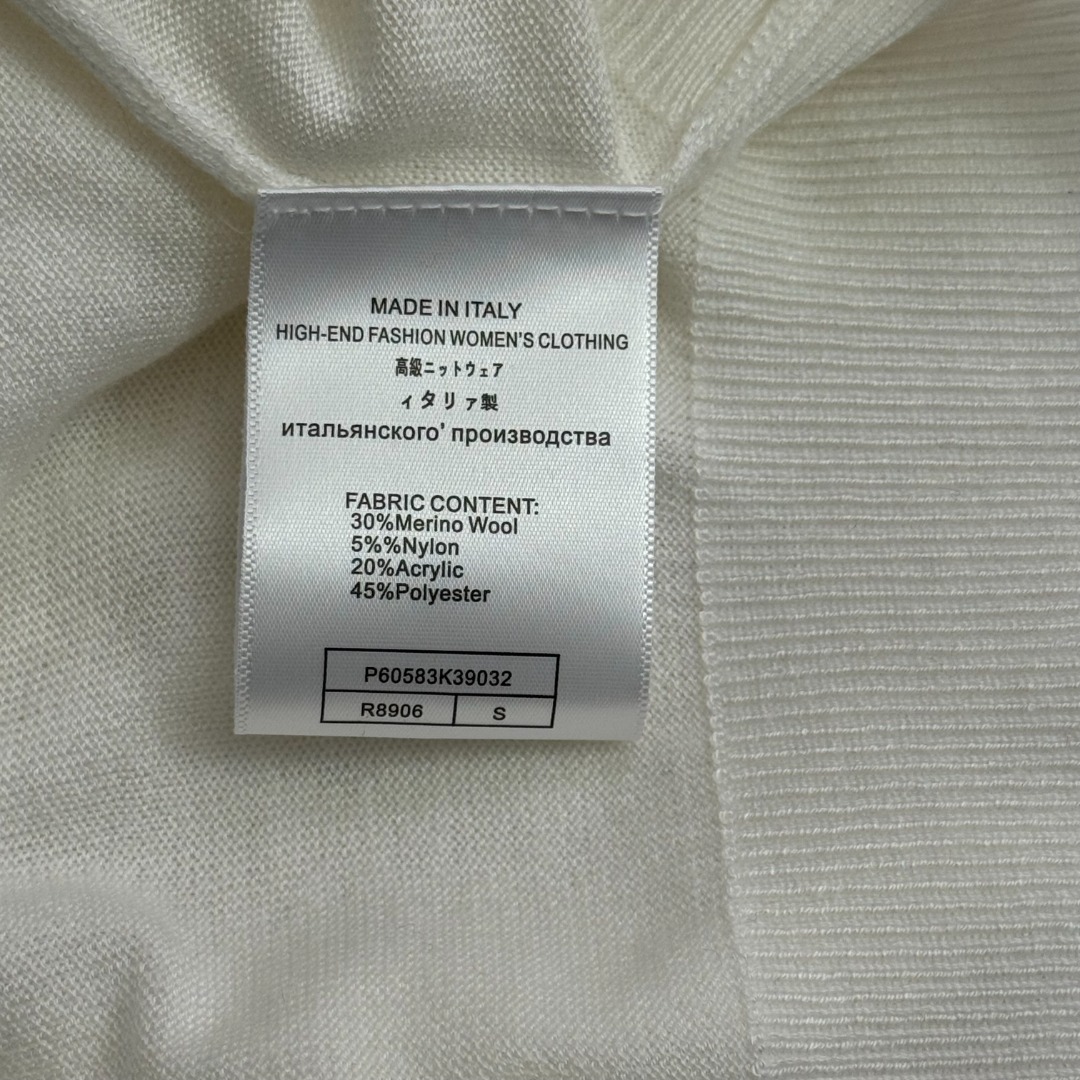 MADE IN ITALY
HIGH-END FASHION WOMEN'S CLOTHING
高級ニットウェア
ィタリァ製
итальянского' производства
FABRIC CONTENT:
30%Merino Wool
5%%Nylon
20%Acrylic
45%Polyester
P60583K39032
R8906 S